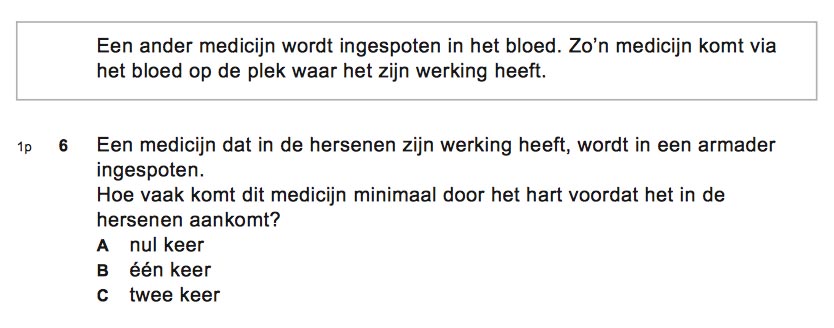 Een ander medicijn wordt ingespoten in het bloed. Zo'n medicijn komt via
het bloed op de plek waar het zijn werking heeft.
1p 6 Een medicijn dat in de hersenen zijn werking heeft, wordt in een armader
ingespoten.
Hoe vaak komt dit medicijn minimaal door het hart voordat het in de
hersenen aankomt?
A nul keer
B één keer
C twee keer